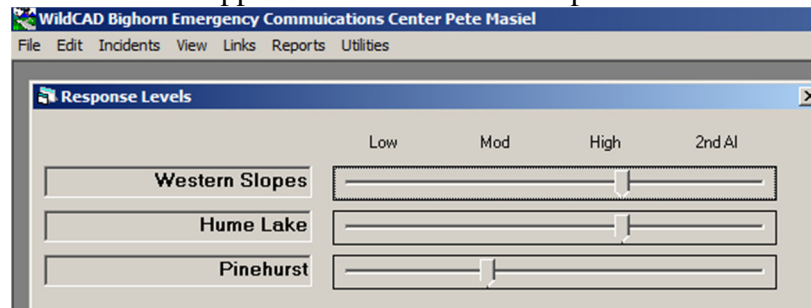 WildCAD Bighorn Emergency Commuications Center Pete Masiel
File Edit Incidents View Links Reports Utilities
Response Levels
Low Mod High 2nd Al
Western Slopes
Hume Lake
Pinehurst